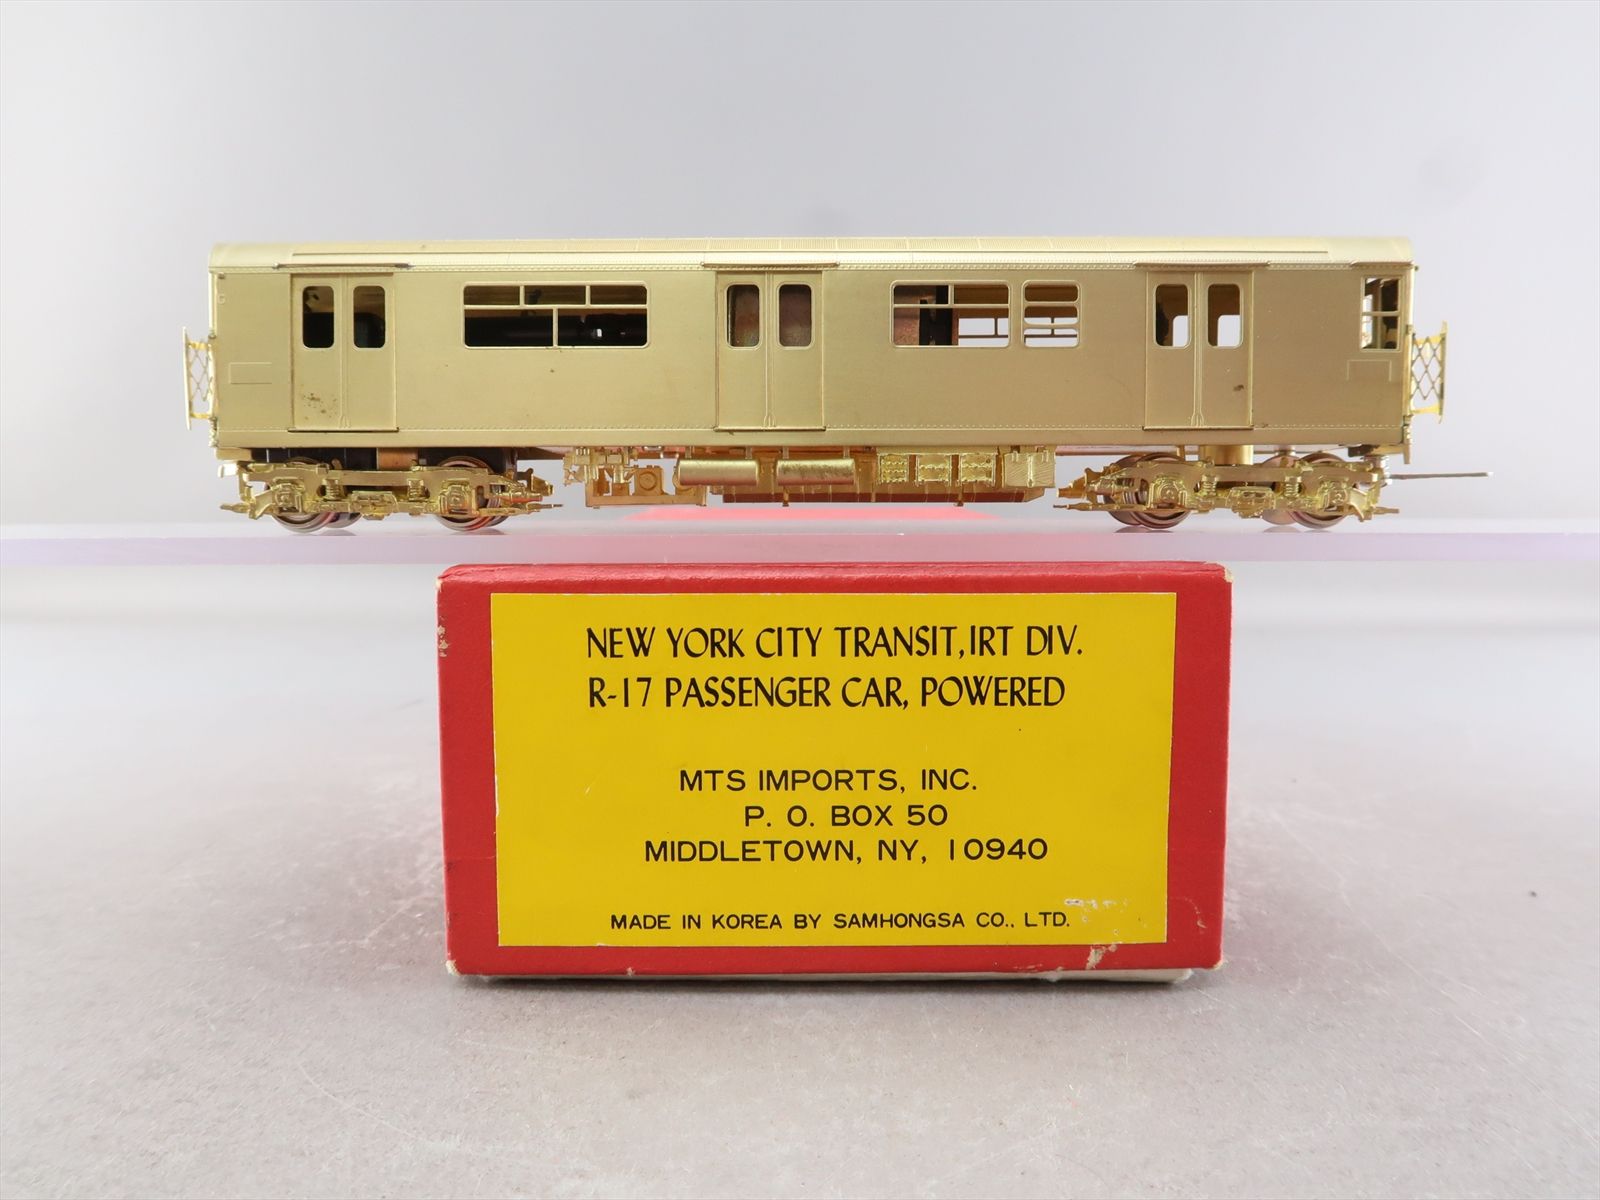 NEW YORK CITY TRANSIT, IRT DIV.
R-17 PASSENGER CAR, POWERED
MTS IMPORTS, INC.
P. O. BOX 50
MIDDLETOWN, NY, 10940
MADE IN KOREA BY SAMHONGSA CO., LTD.